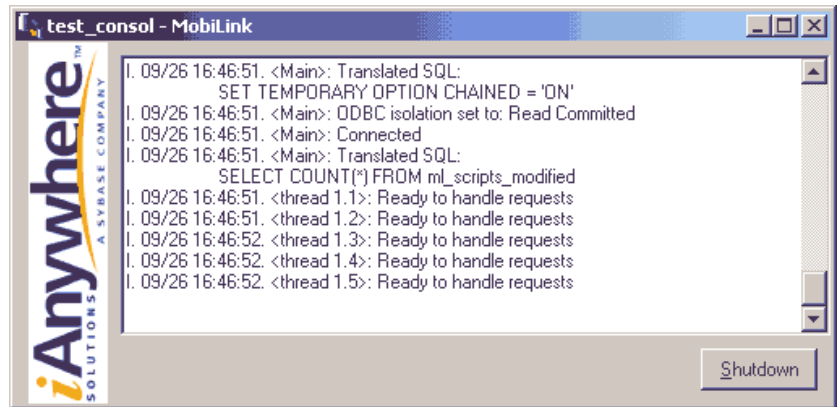 test_consol - MobiLink
iAnywhere™
SOLUTIONS
A SYBASE COMPANY
I. 09/26 16:46:51. <Main>: Translated SQL:
SET TEMPORARY OPTION CHAINED = 'ON'
I. 09/26 16:46:51. <Main>: ODBC isolation set to: Read Committed
I. 09/26 16:46:51. <Main>: Connected
I. 09/26 16:46:51. <Main>: Translated SQL:
SELECT COUNT(*) FROM ml_scripts_modified
I. 09/26 16:46:51. <thread 1.1>: Ready to handle requests
I. 09/26 16:46:51. <thread 1.2>: Ready to handle requests
I. 09/26 16:46:52. <thread 1.3>: Ready to handle requests
I. 09/26 16:46:52. <thread 1.4>: Ready to handle requests
I. 09/26 16:46:52. <thread 1.5>: Ready to handle requests
Shutdown